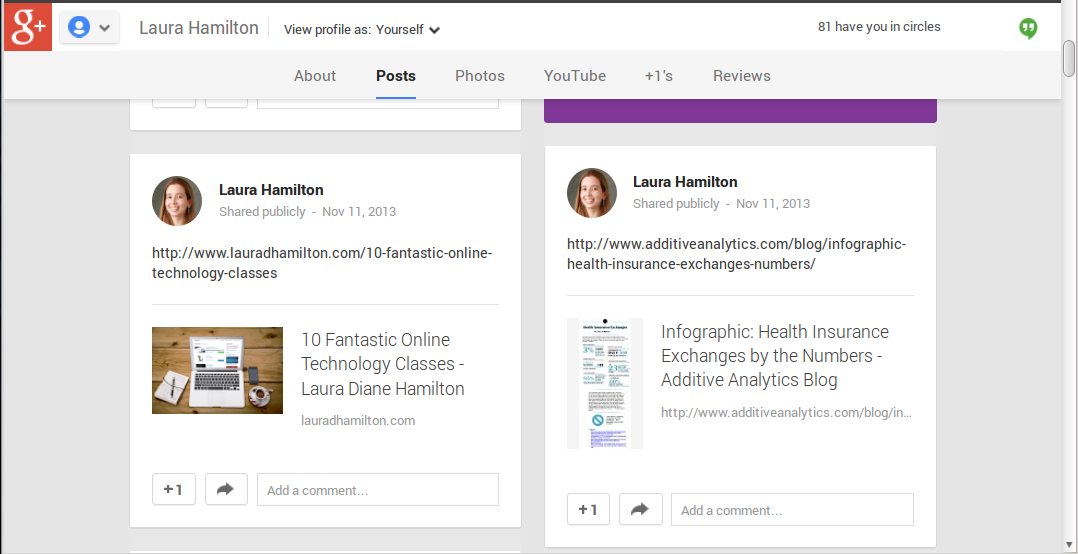 g+
Laura Hamilton
View profile as: Yourself
81 have you in circles
About
Posts
Photos
YouTube
+1's
Reviews
Laura Hamilton
Shared publicly - Nov 11, 2013
http://www.lauradhamilton.com/10-fantastic-online-
technology-classes
10 Fantastic Online
Technology Classes -
Laura Diane Hamilton
lauradhamilton.com
+1
Add a comment...
Laura Hamilton
Shared publicly - Nov 11, 2013
http://www.additiveanalytics.com/blog/infographic-
health-insurance-exchanges-numbers/
Health Insurance Exchanges
Infographic: Health Insurance
Exchanges by the Numbers -
Additive Analytics Blog
http://www.additiveanalytics.com/blog/in...
+1
Add a comment...